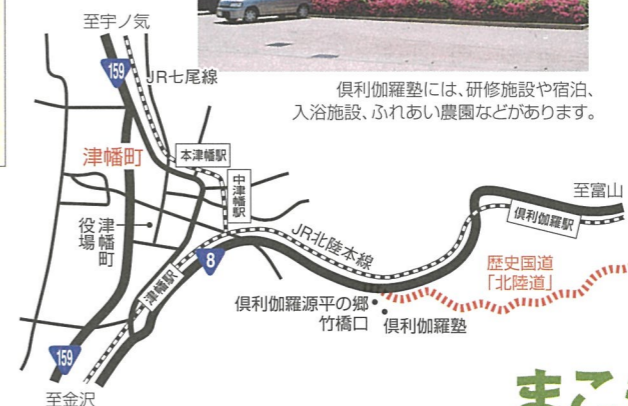 倶利伽羅塾には、研修施設や宿泊、
入浴施設、ふれあい農園などがあります。
至宇ノ気
159
JR七尾線
津幡町
本津幡駅
中津幡駅
至富山
倶利伽羅駅
津幡町
役場
JR北陸本線
8
津幡駅
歴史国道
「北陸道」
倶利伽羅源平の郷
竹橋口
倶利伽羅塾
159
至金沢